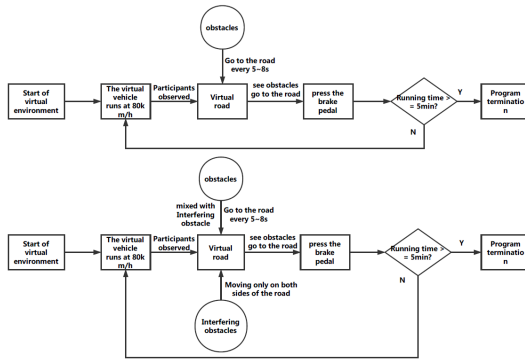 obstacles
Go to the road
every 5~8s
Start of
virtual
environment
The virtual
vehicle
runs at 80k
m/h
Participants
observed
Virtual
road
see obstacles
go to the road
press the
brake
pedal
Running time >
= 5min?
Y
N
Program
terminatio
n
obstacles
mixed with
Interfering
obstacle
Go to the road
every 5~8s
Start of
virtual
environment
The virtual
vehicle
runs at 80k
m/h
Participants
observed
Virtual
road
see obstacles
go to the road
press the
brake
pedal
Running time >
= 5min?
Y
N
Program
terminatio
n
Moving only on both
sides of the road
Interfering
obstacles